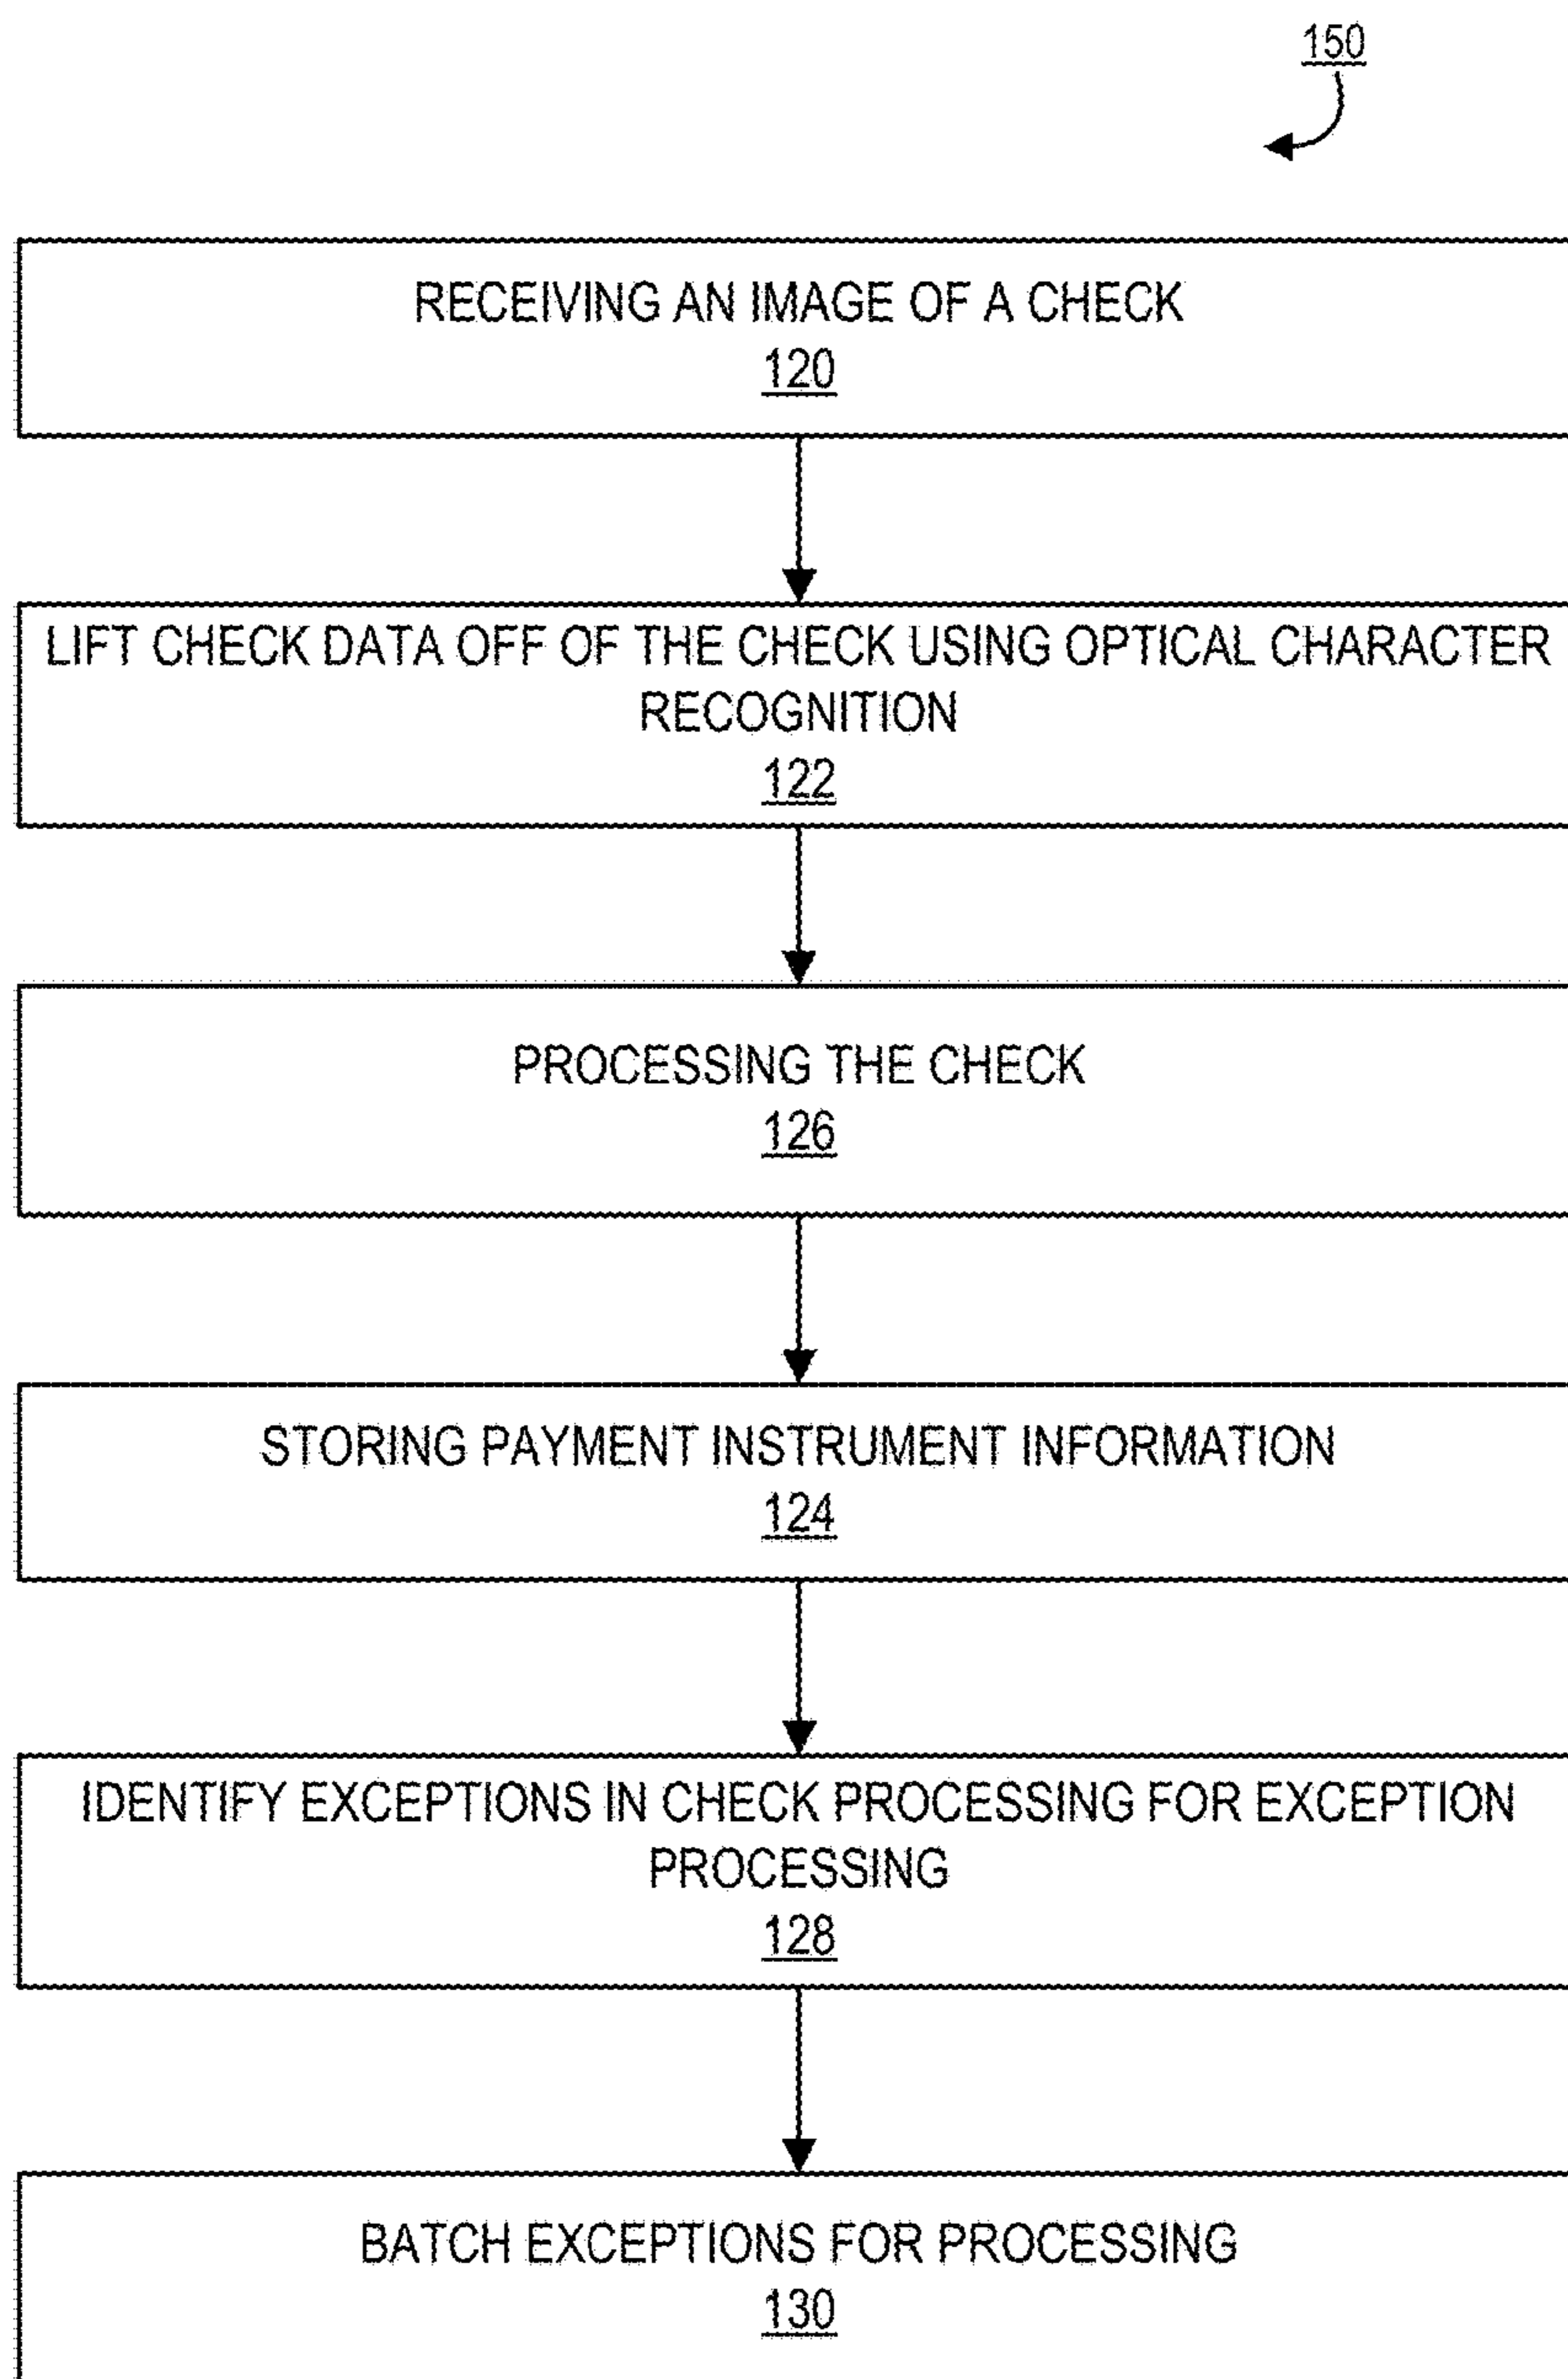 150
RECEIVING AN IMAGE OF A CHECK
120
LIFT CHECK DATA OFF OF THE CHECK USING OPTICAL CHARACTER
RECOGNITION
122
PROCESSING THE CHECK
126
STORING PAYMENT INSTRUMENT INFORMATION
124
IDENTIFY EXCEPTIONS IN CHECK PROCESSING FOR EXCEPTION
PROCESSING
128
BATCH EXCEPTIONS FOR PROCESSING
130